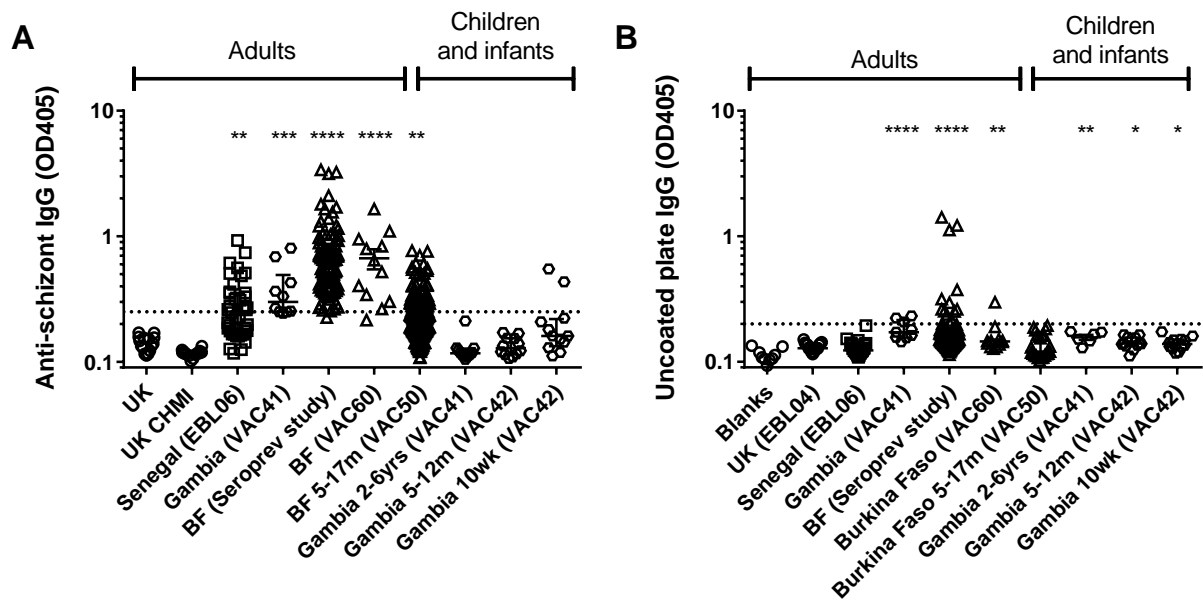 A
Adults
Children
and infants
Anti-schizont IgG (OD405)
10
1
0.1
** *** **** **** **
UK
UK CHMI
Senegal (EBL06)
Gambia (VAC41)
BF (Seroprev study)
BF (VAC60)
BF 5-17m (VAC50)
Gambia 2-6yrs (VAC41)
Gambia 5-12m (VAC42)
Gambia 10wk (VAC42)
B
Adults
Children
and infants
Uncoated plate IgG (OD405)
10
1
0.1
**** **** ** ** * *
Blanks
UK (EBL04)
Senegal (EBL06)
Gambia (VAC41)
BF (Seroprev study)
Burkina Faso (VAC60)
Burkina Faso 5-17m (VAC50)
Gambia 2-6yrs (VAC41)
Gambia 5-12m (VAC42)
Gambia 10wk (VAC42)